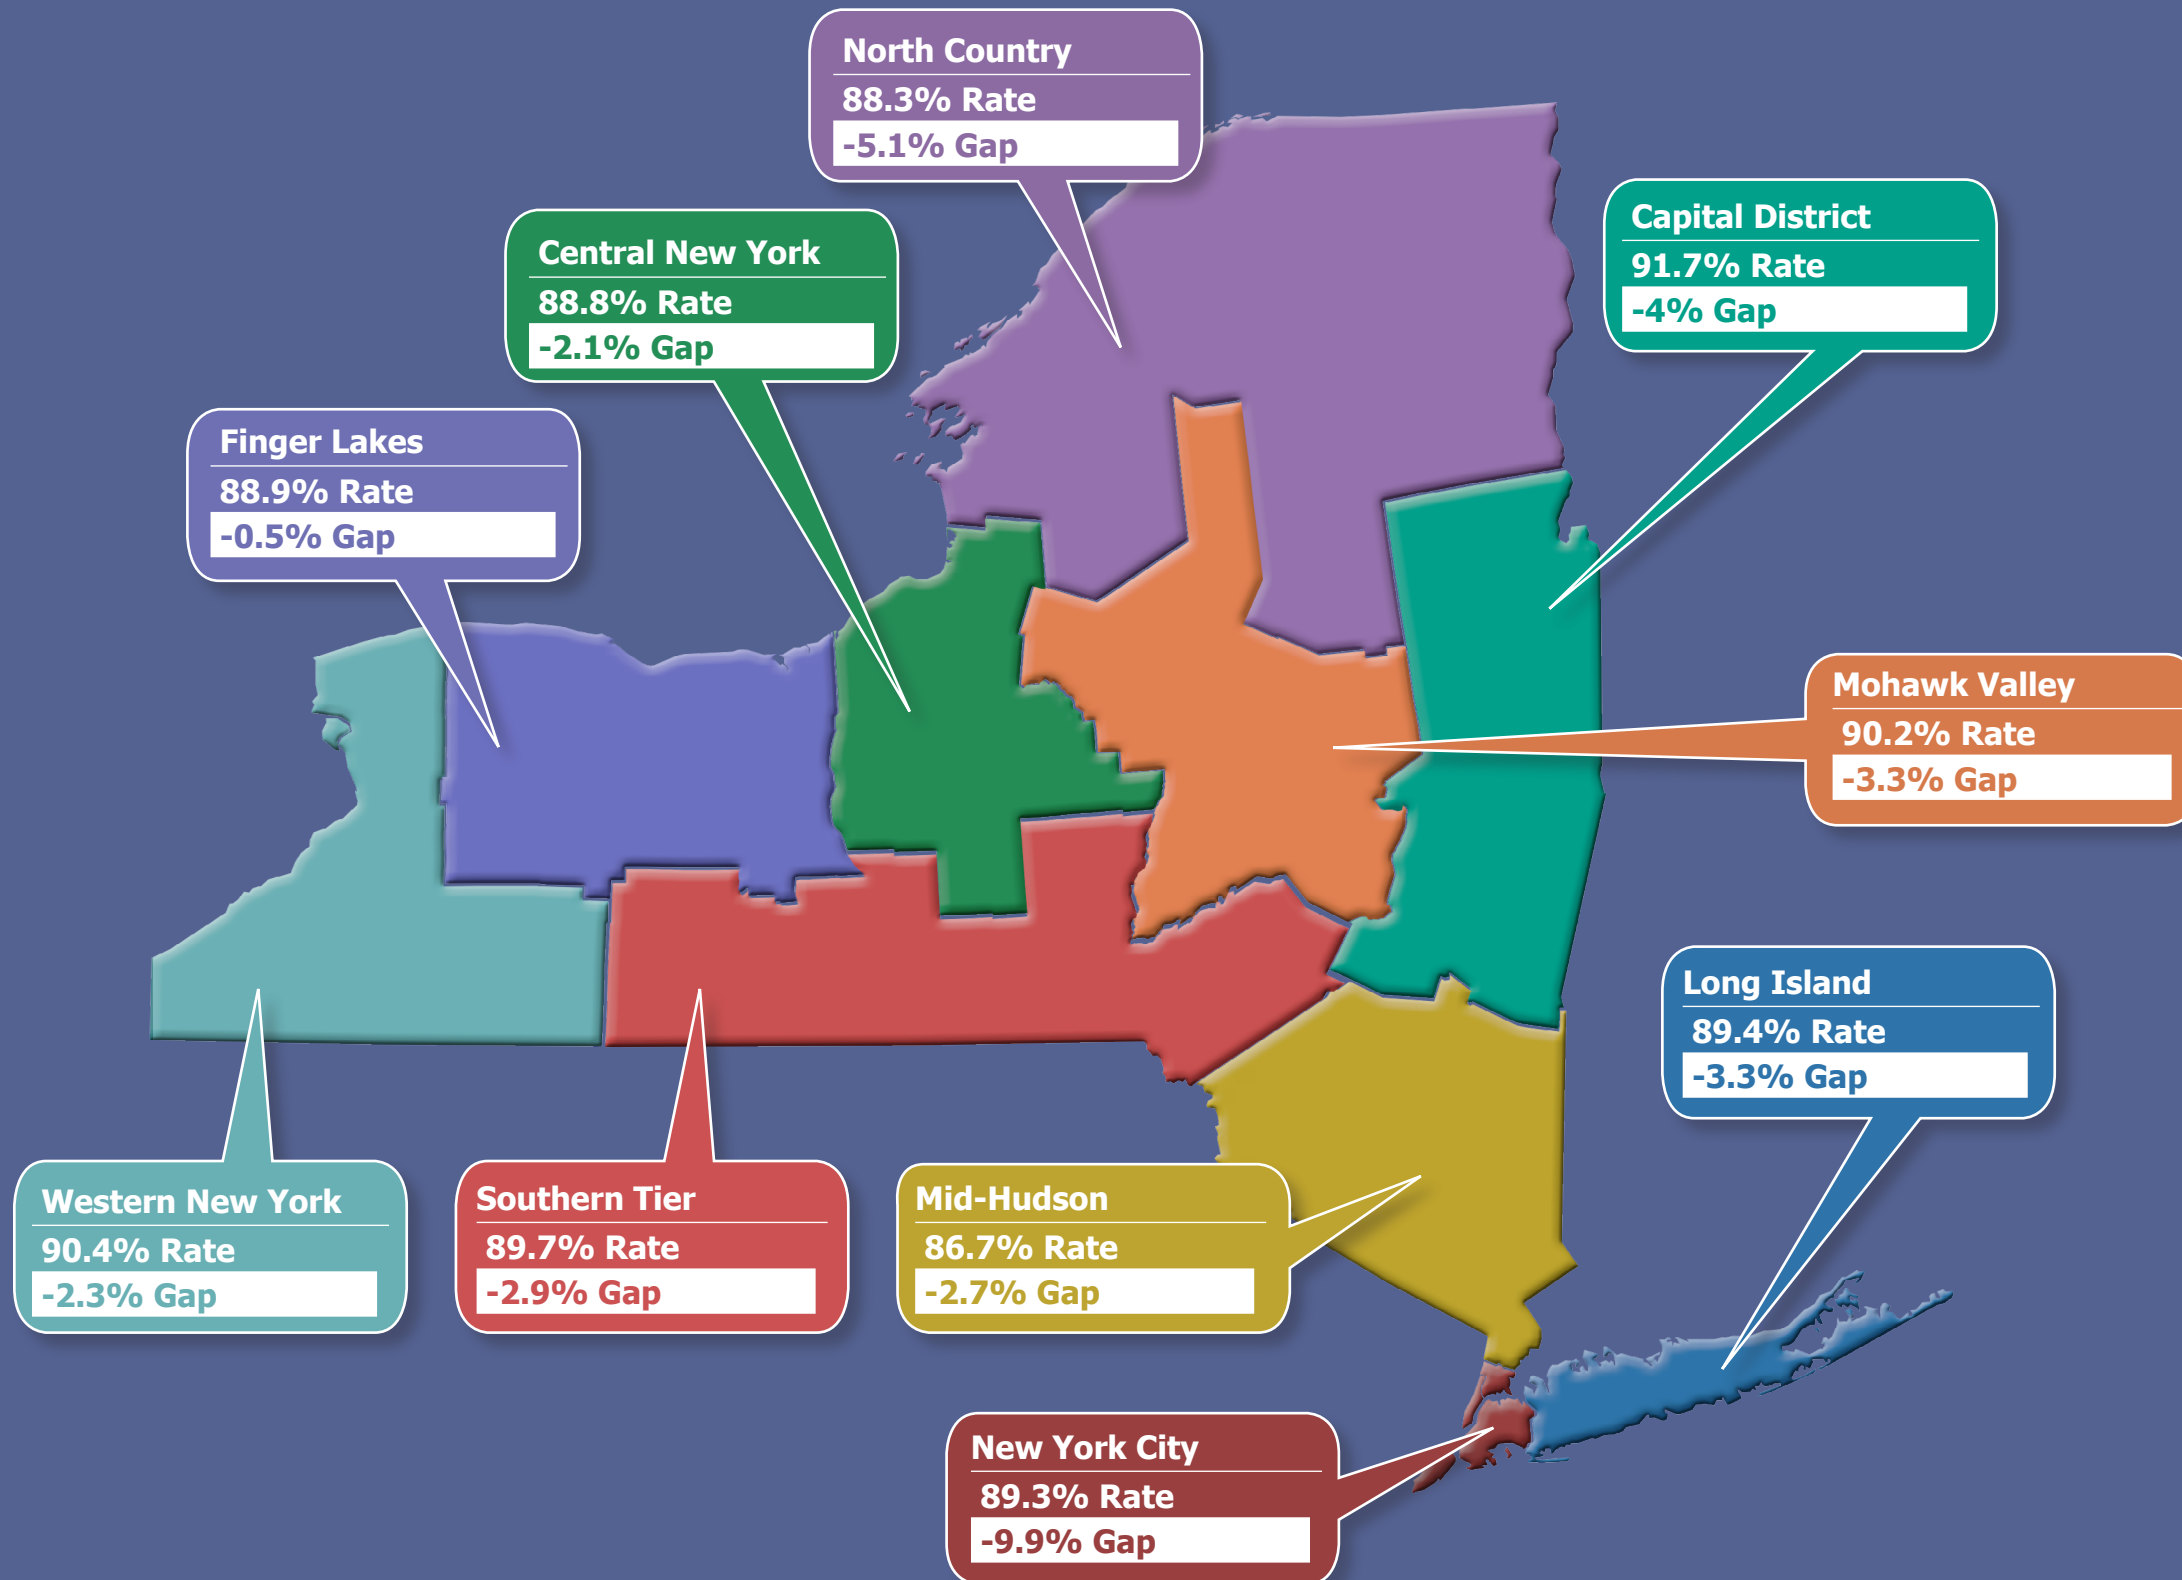 North Country
88.3% Rate
-5.1% Gap
Capital District
91.7% Rate
-4% Gap
Central New York
88.8% Rate
-2.1% Gap
Finger Lakes
88.9% Rate
-0.5% Gap
Mohawk Valley
90.2% Rate
-3.3% Gap
Long Island
89.4% Rate
-3.3% Gap
Western New York
90.4% Rate
-2.3% Gap
Southern Tier
89.7% Rate
-2.9% Gap
Mid-Hudson
86.7% Rate
-2.7% Gap
New York City
89.3% Rate
-9.9% Gap